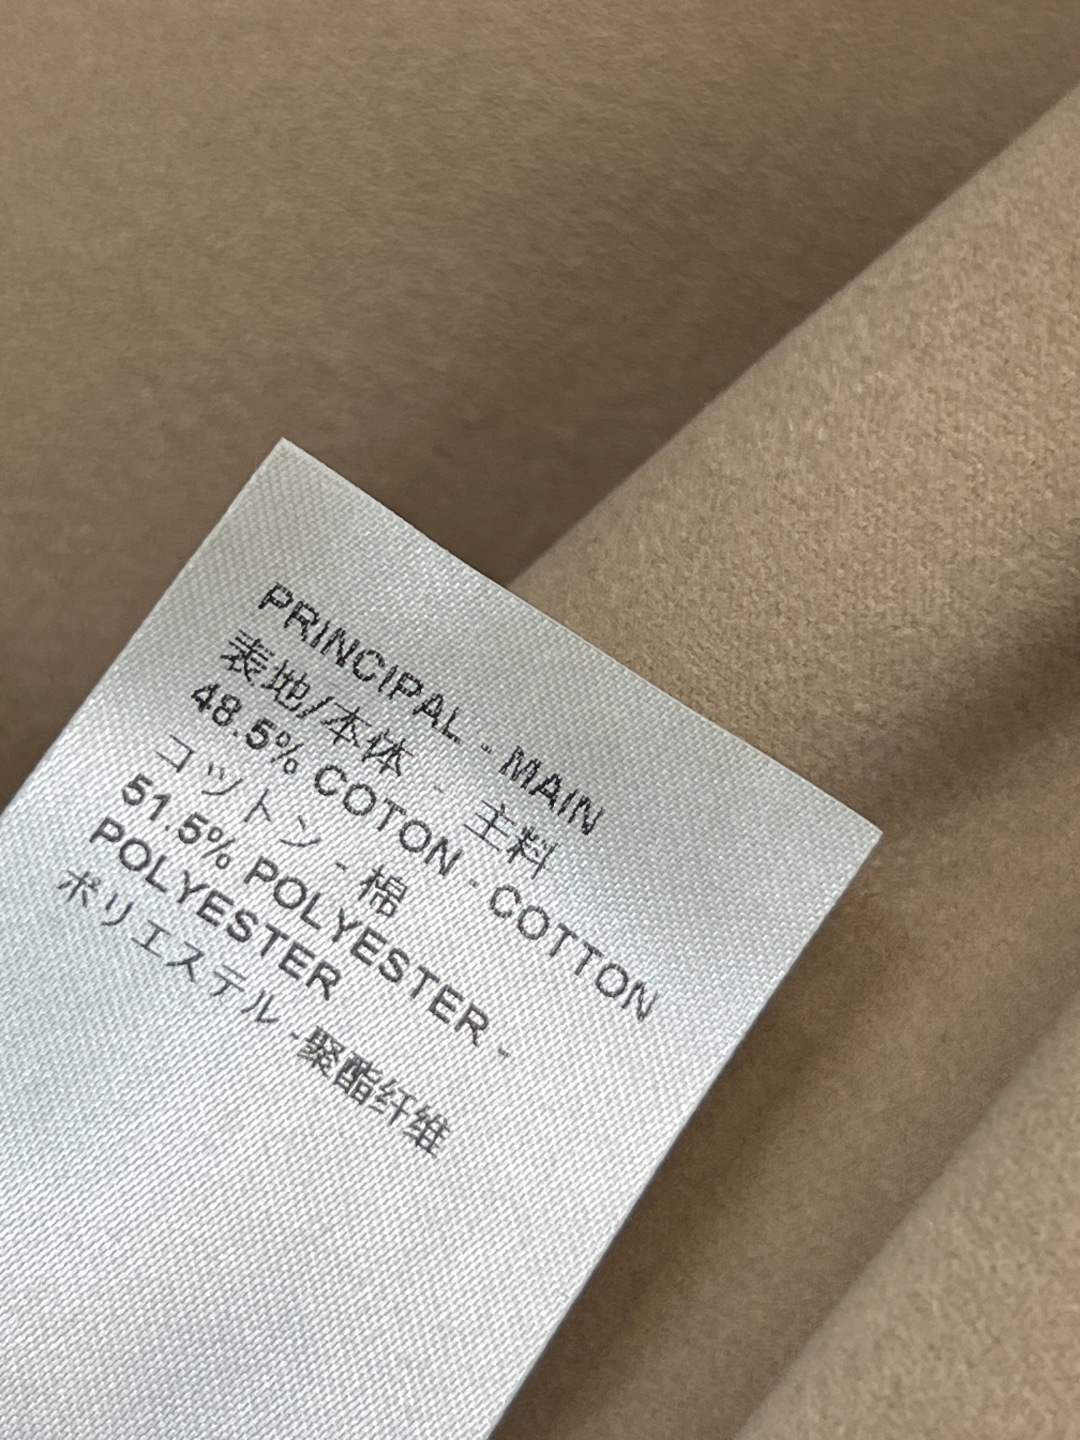 PRINCIPAL - MAIN
表地/本体 - 主料
48.5% COTON - COTTON
コットン - 棉
51.5% POLYESTER -
POLYESTER
ポリエステル -聚酯纤维